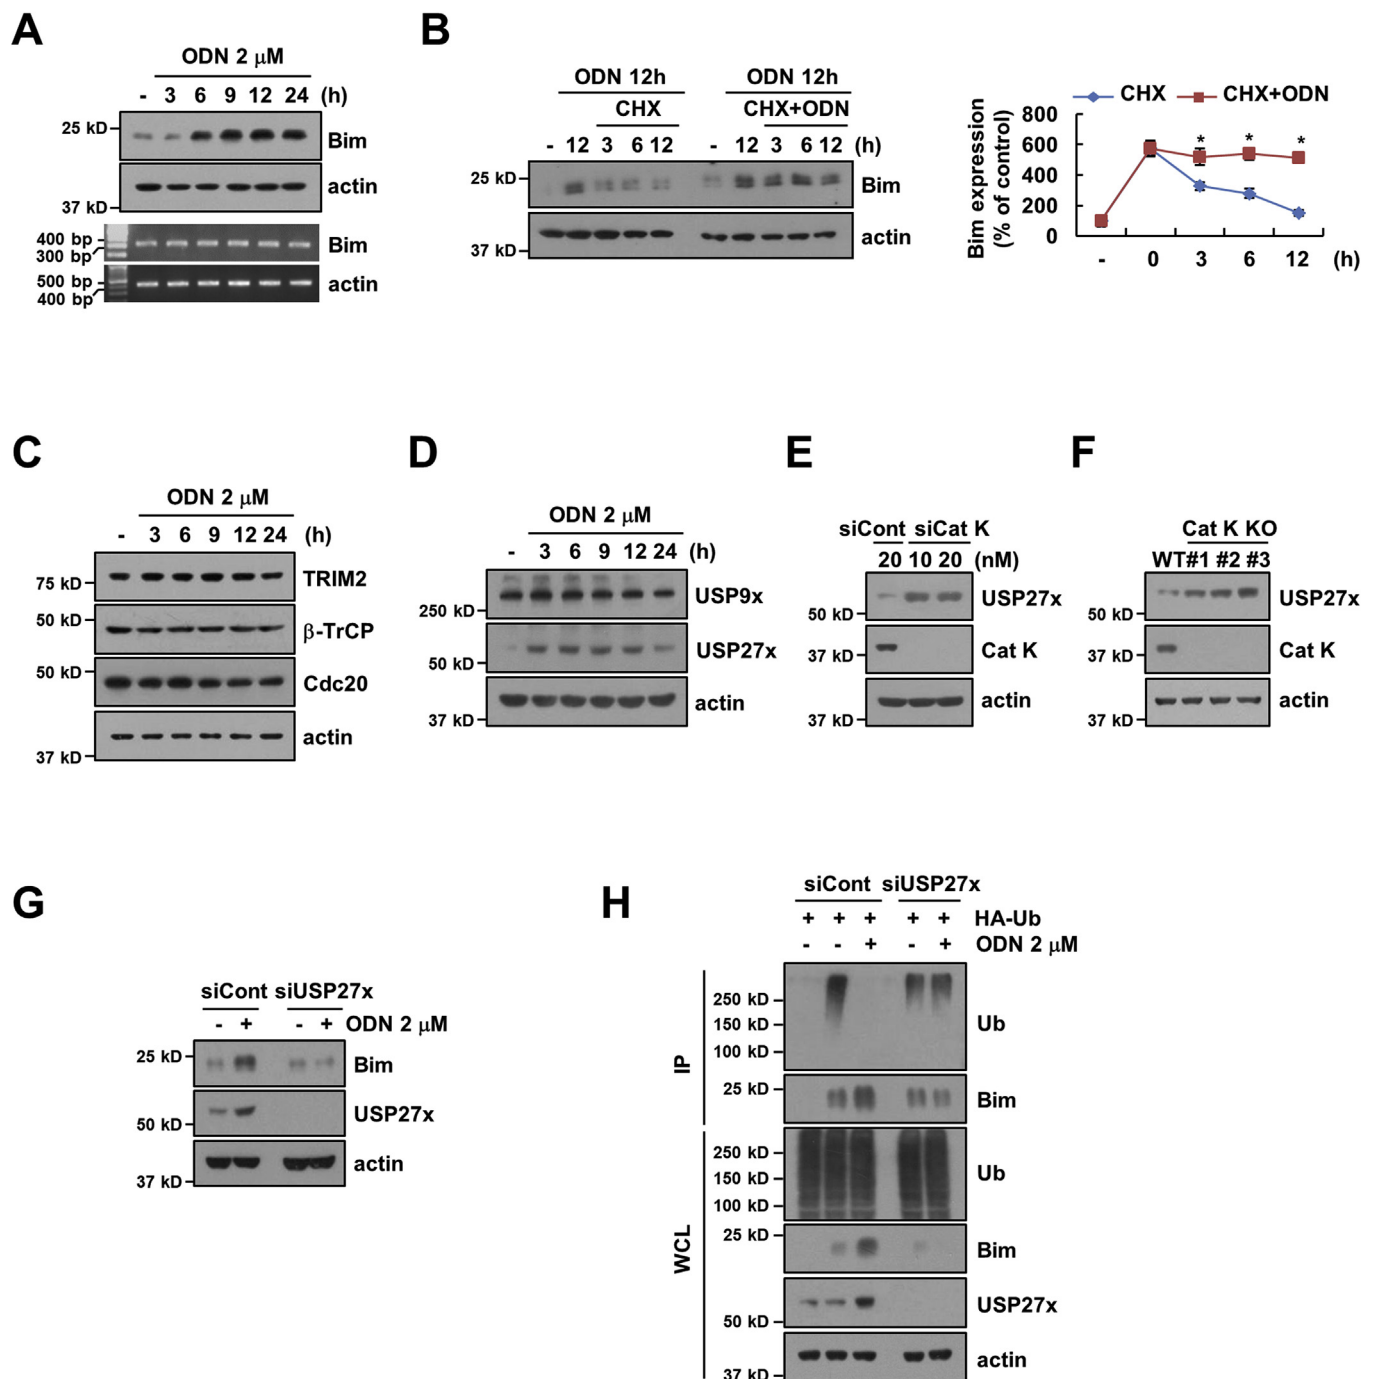 A
ODN 2 μM
- 3 6 9 12 24 (h)
25 kD
Bim
actin
37 kD
400 bp
Bim
300 bp
500 bp
actin
400 bp
B
ODN 12h ODN 12h
CHX CHX+ODN
- 12 3 6 12 - 12 3 6 12 (h)
25 kD
Bim
actin
37 kD
CHX CHX+ODN
Bim expression
(% of control)
800
600
400
200
0
* * *
- 0 3 6 12 (h)
C
ODN 2 μM
- 3 6 9 12 24 (h)
75 kD
TRIM2
50 kD
β-TrCP
50 kD
Cdc20
actin
37 kD
D
ODN 2 μM
- 3 6 9 12 24 (h)
USP9x
250 kD
USP27x
50 kD
actin
37 kD
E
siCont siCat K
20 10 20 (nM)
USP27x
50 kD
Cat K
37 kD
actin
37 kD
F
Cat K KO
WT #1 #2 #3
USP27x
50 kD
Cat K
37 kD
actin
37 kD
G
siCont siUSP27x
- + - + ODN 2 μM
25 kD
Bim
USP27x
50 kD
actin
37 kD
H
siCont siUSP27x
+ + + + + HA-Ub
- - + - + ODN 2 μM
IP
250 kD
150 kD
Ub
100 kD
25 kD
Bim
WCL
250 kD
Ub
150 kD
100 kD
25 kD
Bim
USP27x
50 kD
actin
37 kD